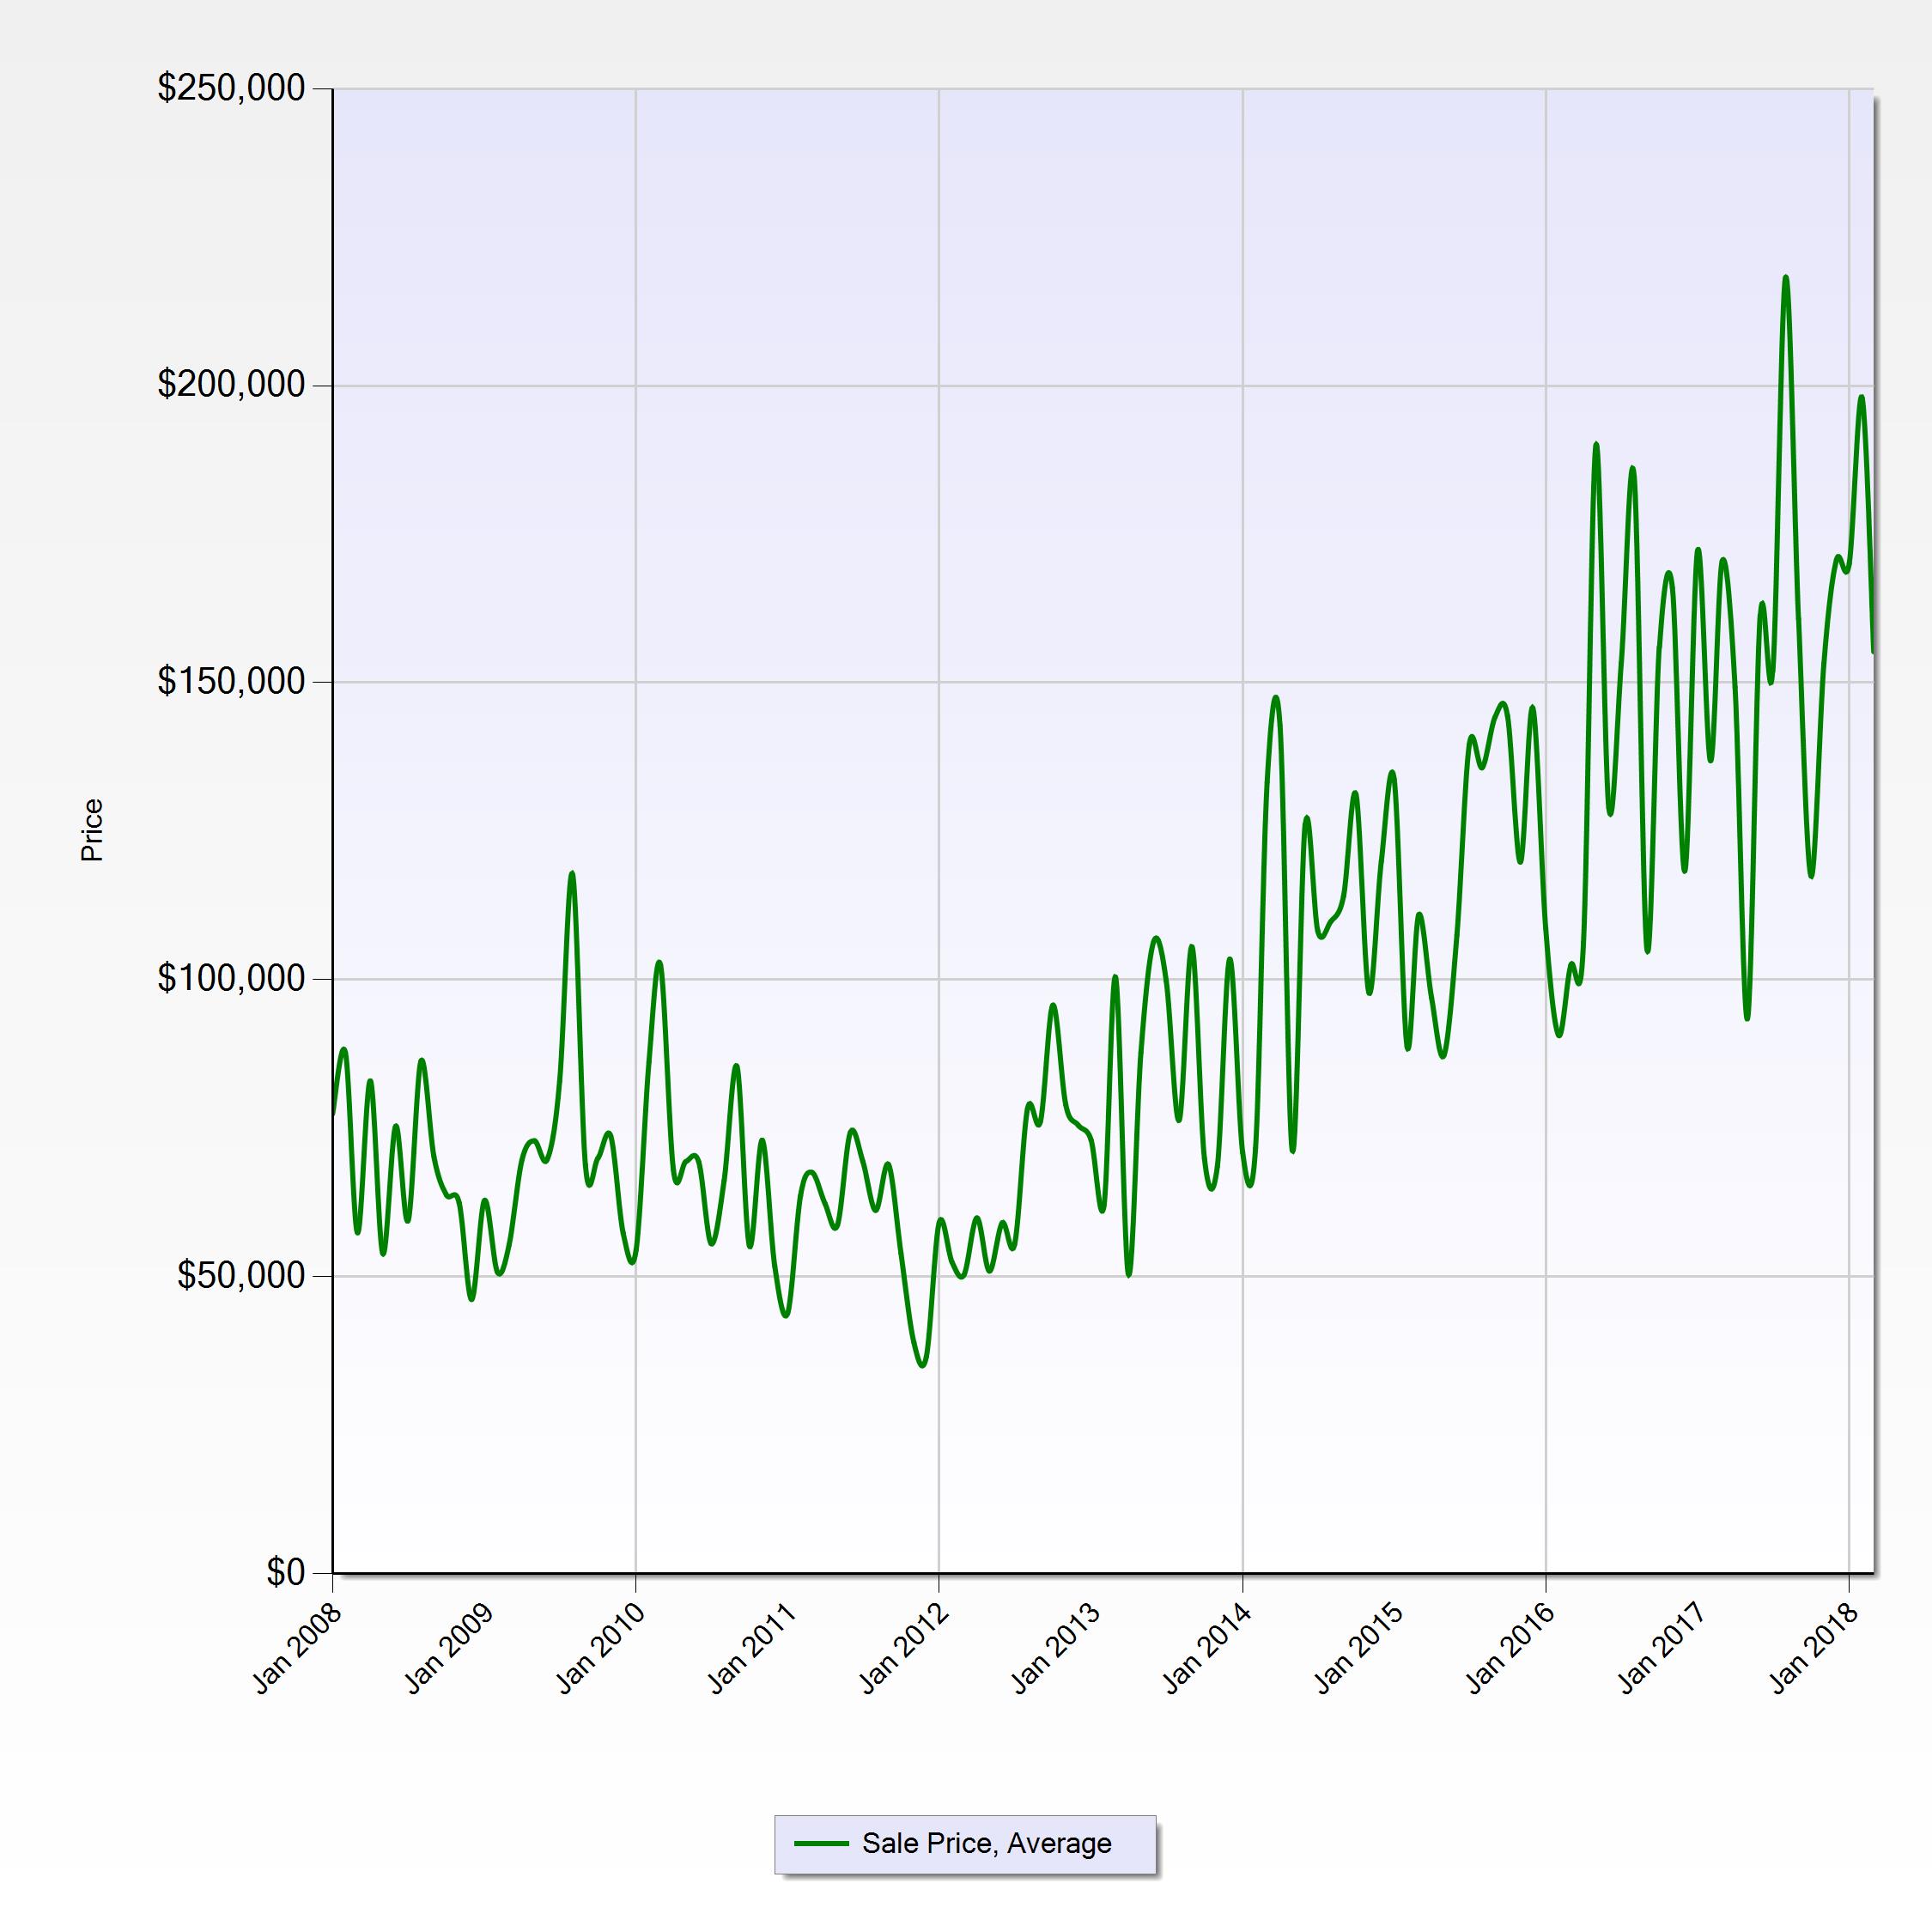 $250,000
$200,000
$150,000
$100,000
$50,000
$0
Price
Jan 2008
Jan 2009
Jan 2010
Jan 2011
Jan 2012
Jan 2013
Jan 2014
Jan 2015
Jan 2016
Jan 2017
Jan 2018
Sale Price, Average